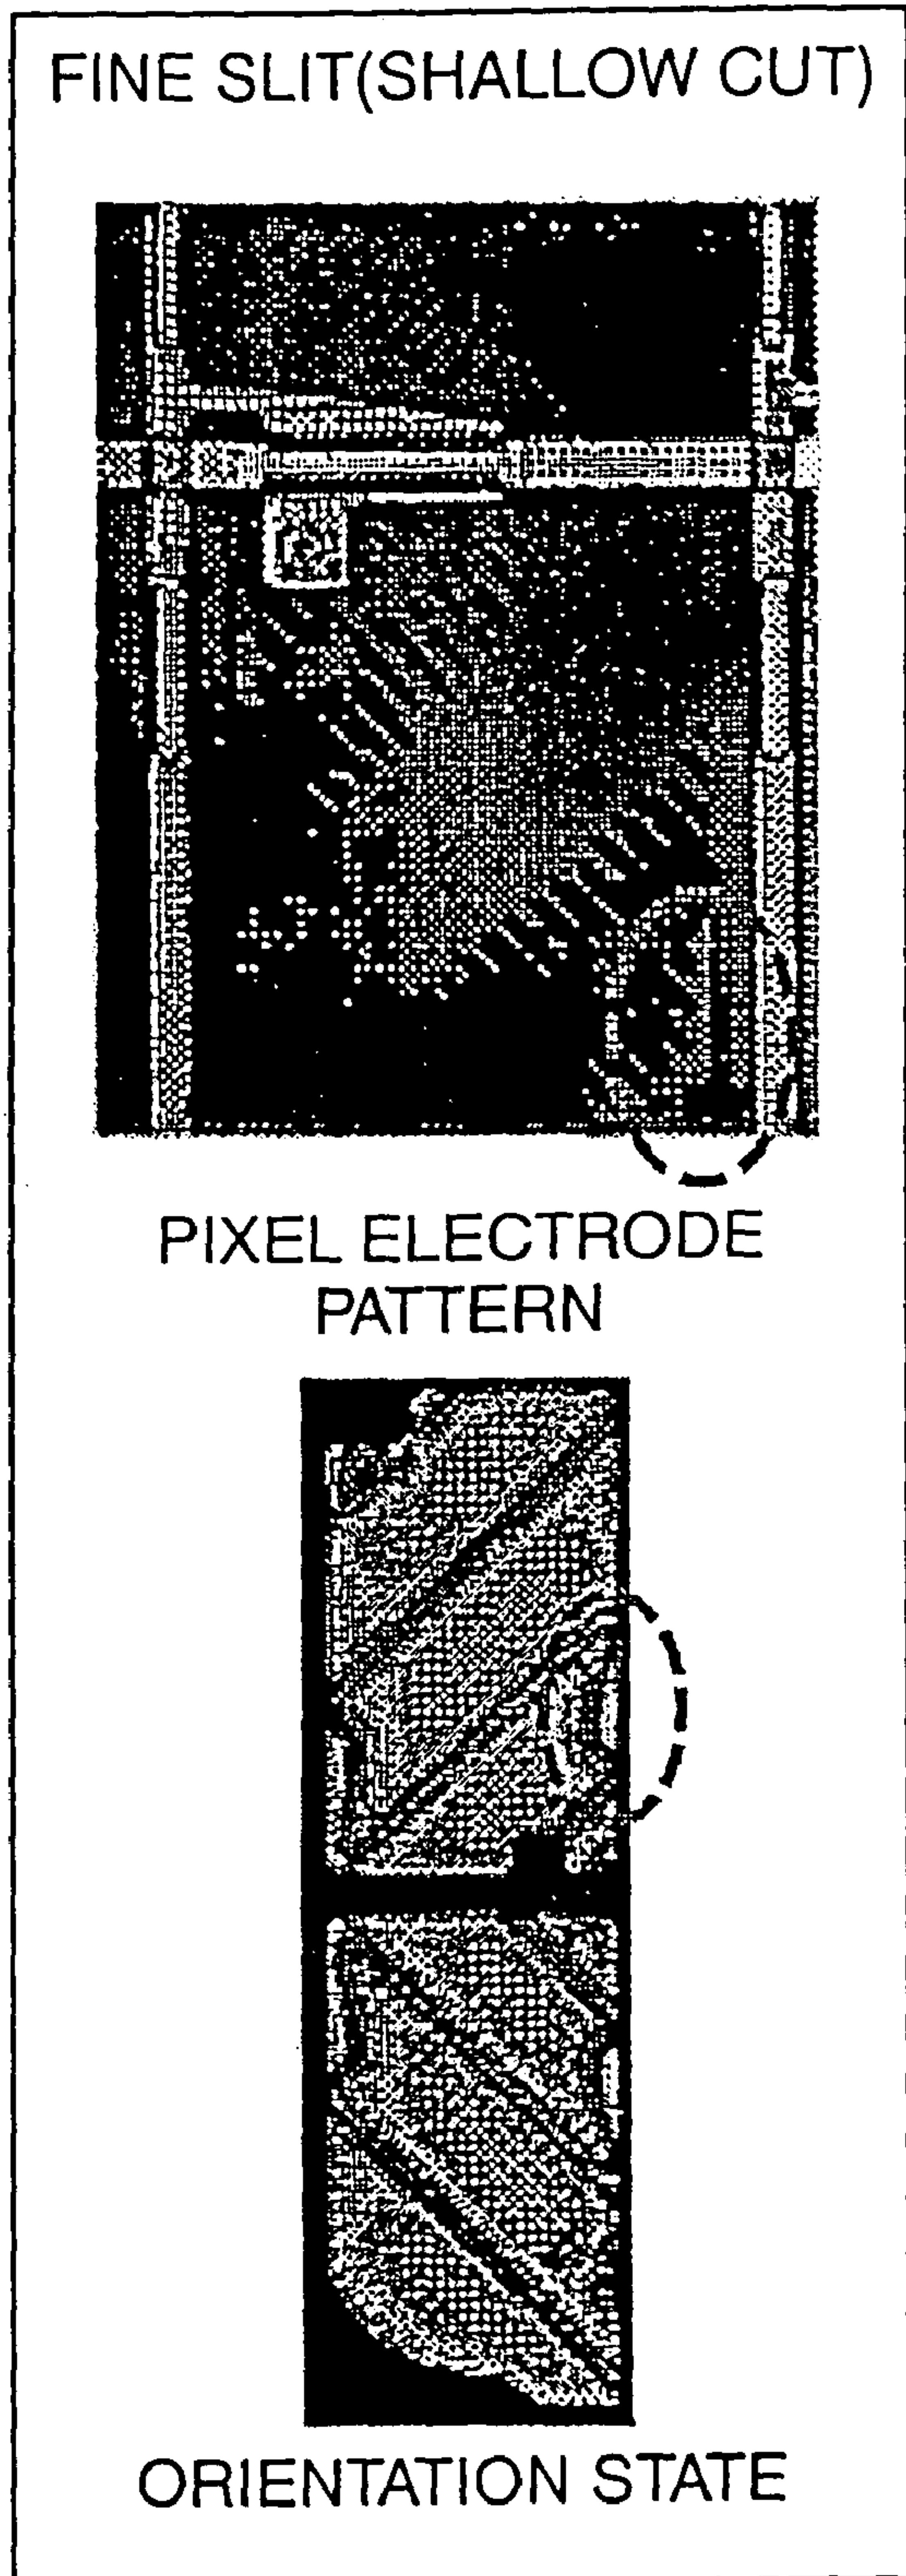 FINE SLIT(SHALLOW CUT)
PIXEL ELECTRODE
PATTERN
ORIENTATION STATE